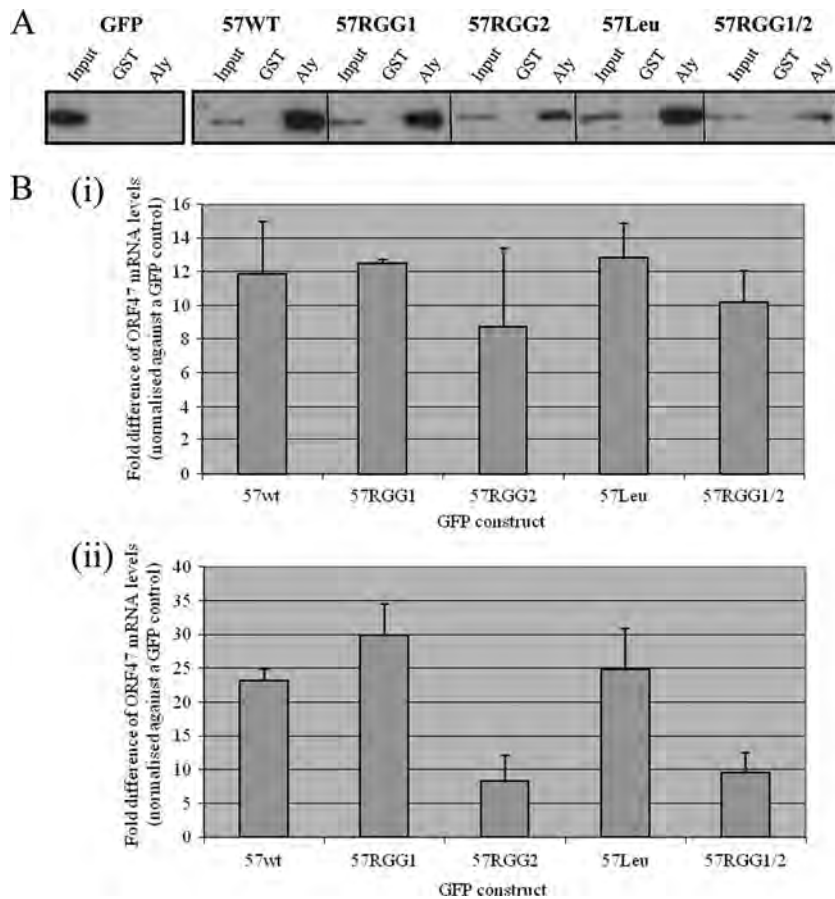 A
GFP 57WT 57RGG1 57RGG2 57Leu 57RGG1/2
Input GST Aly Input GST Aly Input GST Aly Input GST Aly Input GST Aly Input GST Aly
B (i)
Fold difference of ORF47 mRNA levels
(normalised against a GFP control)
16
14
12
10
8
6
4
2
0
57wt 57RGG1 57RGG2 57Leu 57RGG1/2
GFP construct
(ii)
Fold difference of ORF47 mRNA levels
(normalised against a GFP control)
40
35
30
25
20
15
10
5
0
57wt 57RGG1 57RGG2 57Leu 57RGG1/2
GFP construct